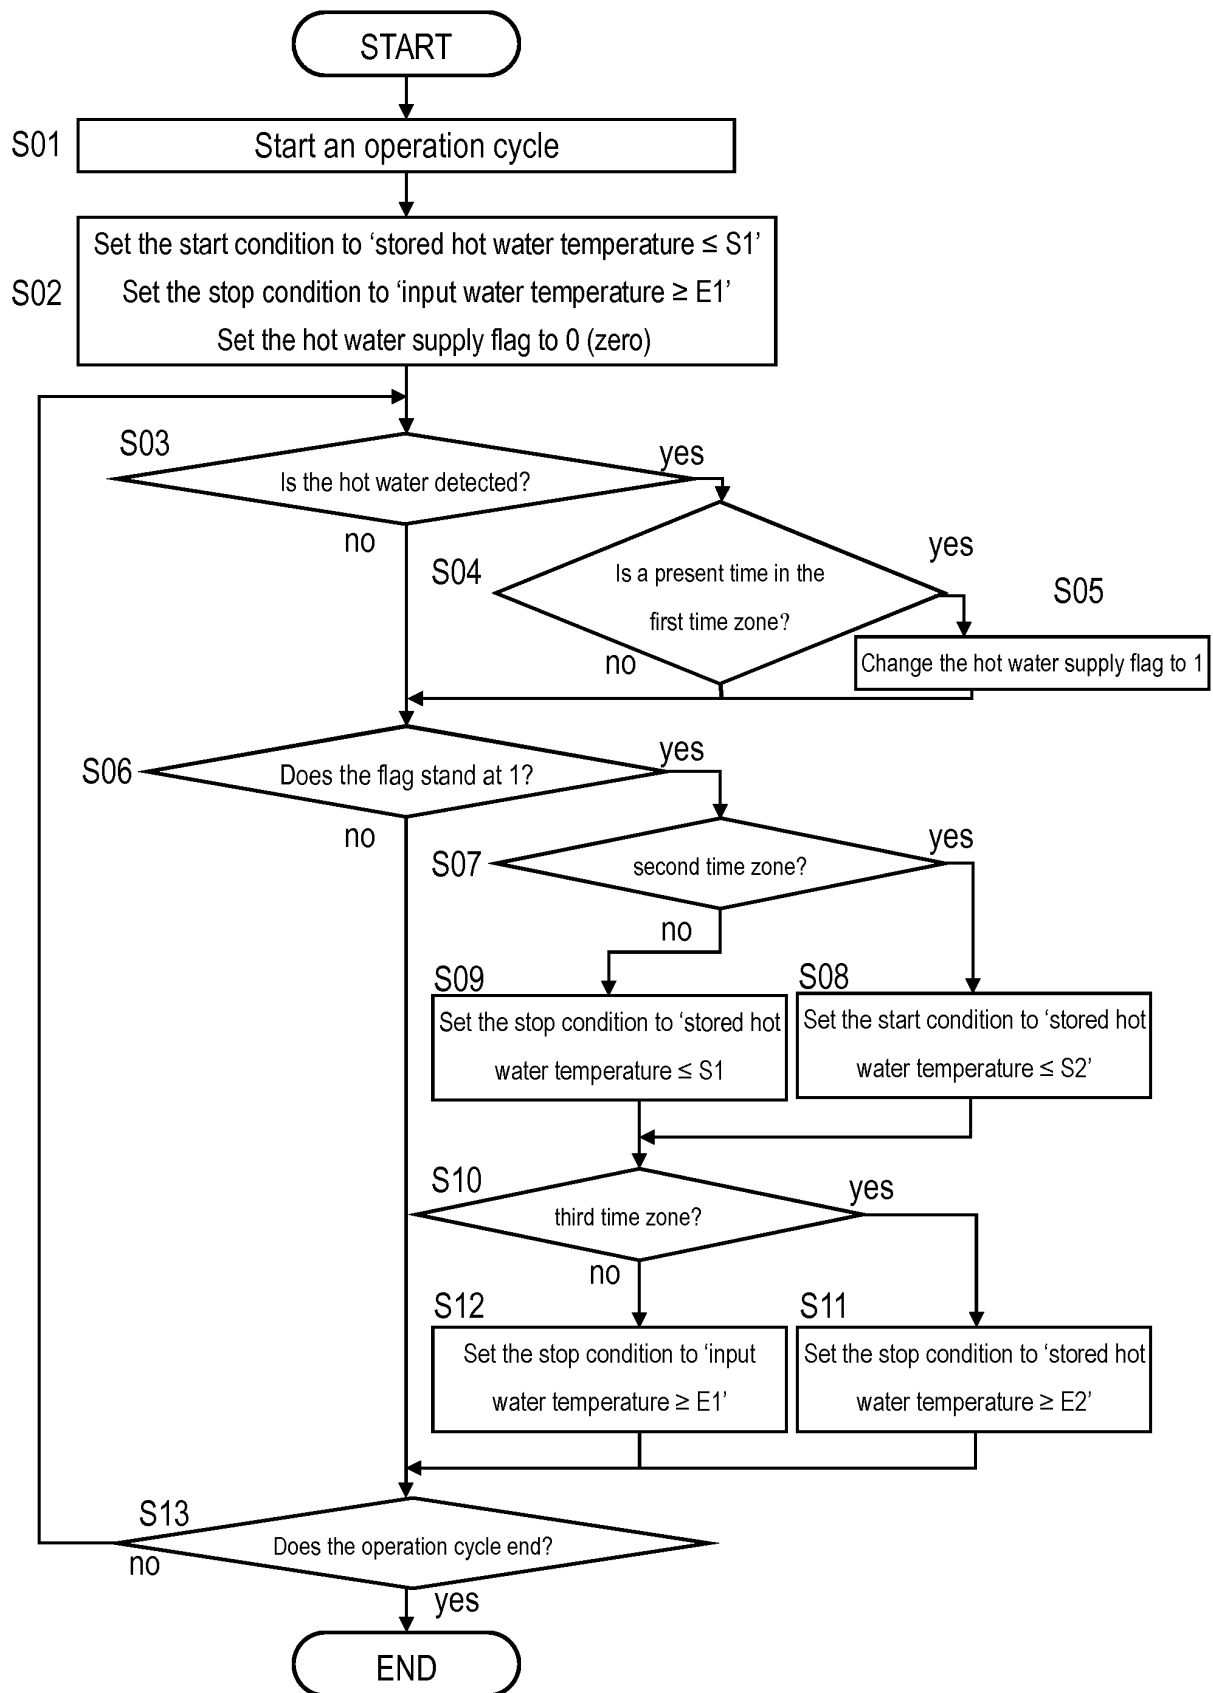 START
S01
Start an operation cycle
S02
Set the start condition to ‘stored hot water temperature ≤ S1’
Set the stop condition to ‘input water temperature ≥ E1’
Set the hot water supply flag to 0 (zero)
S03
Is the hot water detected?
yes
no
S04
Is a present time in the
first time zone?
yes
no
S05
Change the hot water supply flag to 1
S06
Does the flag stand at 1?
yes
no
S07
second time zone?
yes
no
S09
Set the stop condition to ‘stored hot
water temperature ≤ S1
S08
Set the start condition to ‘stored hot
water temperature ≤ S2’
S10
third time zone?
yes
no
S12
Set the stop condition to ‘input
water temperature ≥ E1’
S11
Set the stop condition to ‘stored hot
water temperature ≥ E2’
S13
Does the operation cycle end?
no
yes
END